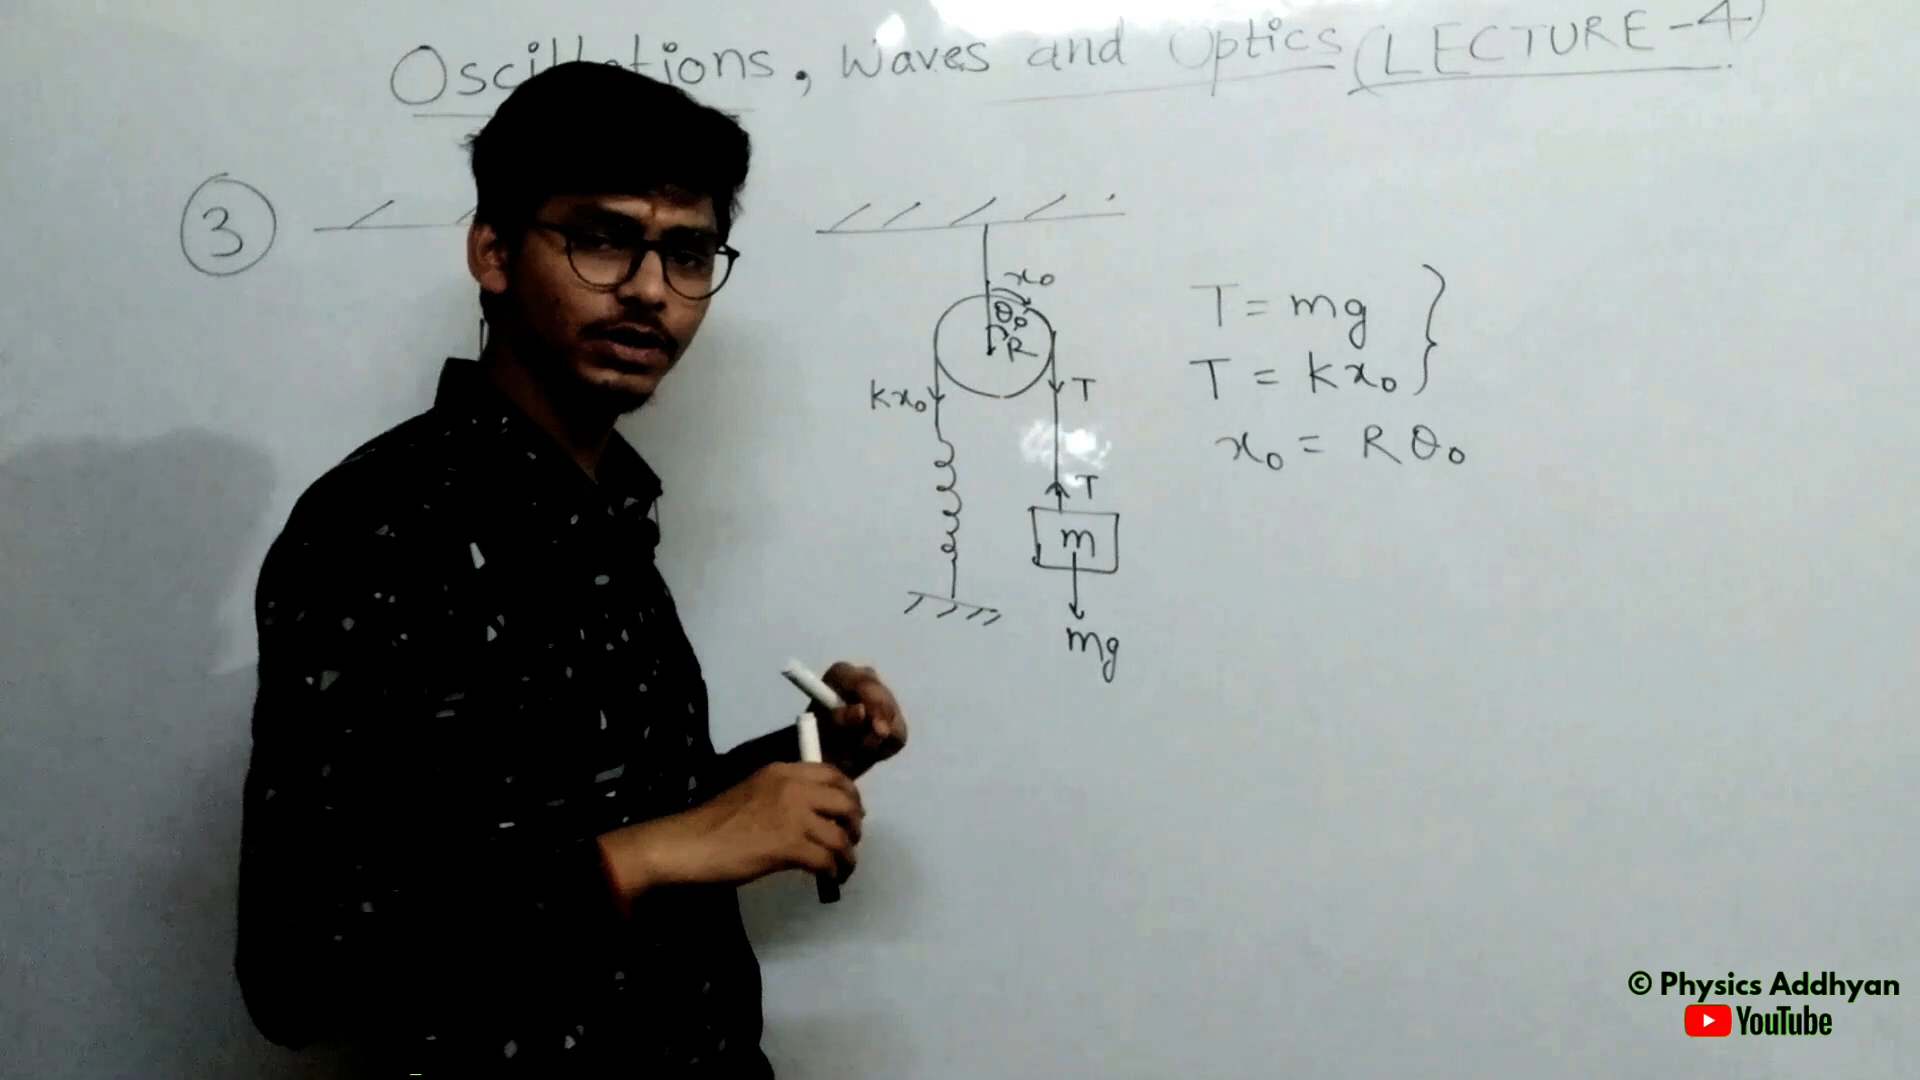 Oscillations, Waves and Optics (LECTURE-4)
3
x₀
θ₀
R
kx₀
T
T
m
mg
T = mg
T = kx₀
x₀ = Rθ₀
© Physics Addhyan
YouTube